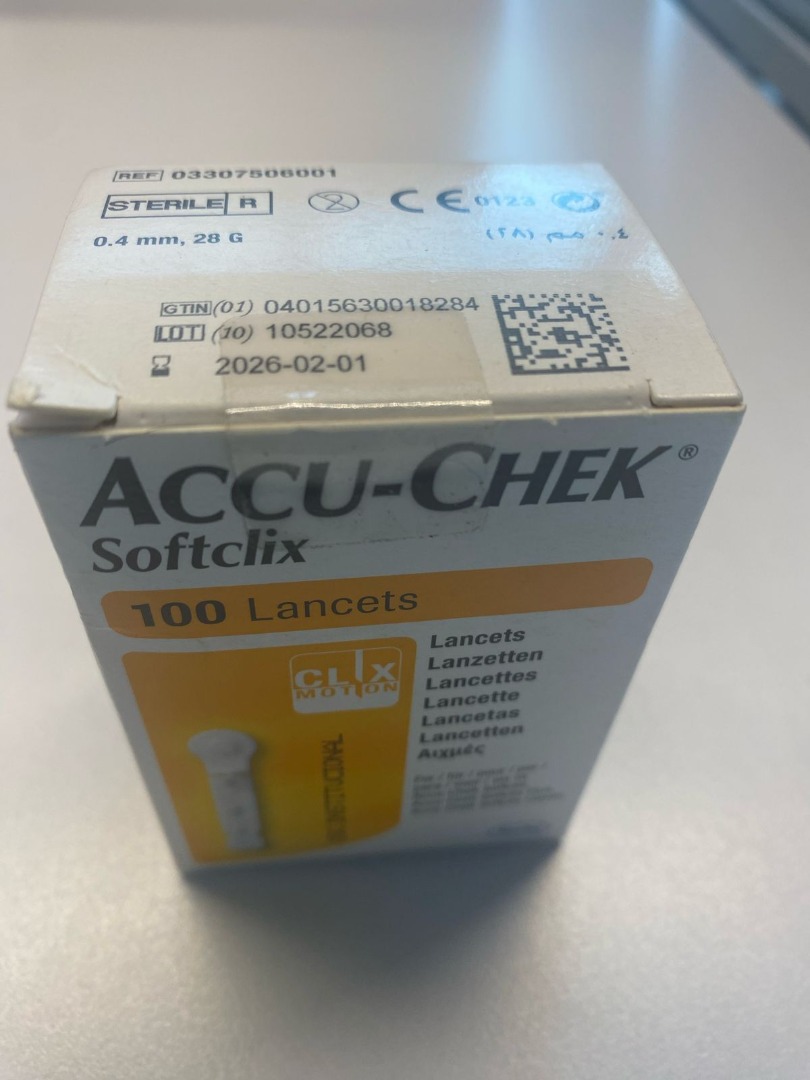 REF 03307506001
STERILE R
CE 0123
0.4 mm, 28 G
٠.٤ مم (٢٨)
GTIN (01) 04015630018284
LOT (10) 10522068
2026-02-01
ACCU-CHEK®
Softclix
100 Lancets
CLIX
MOTION
Lancets
Lanzetten
Lancettes
Lancette
Lancetas
Lancetten
Αιχμές
INSTITUCIONAL